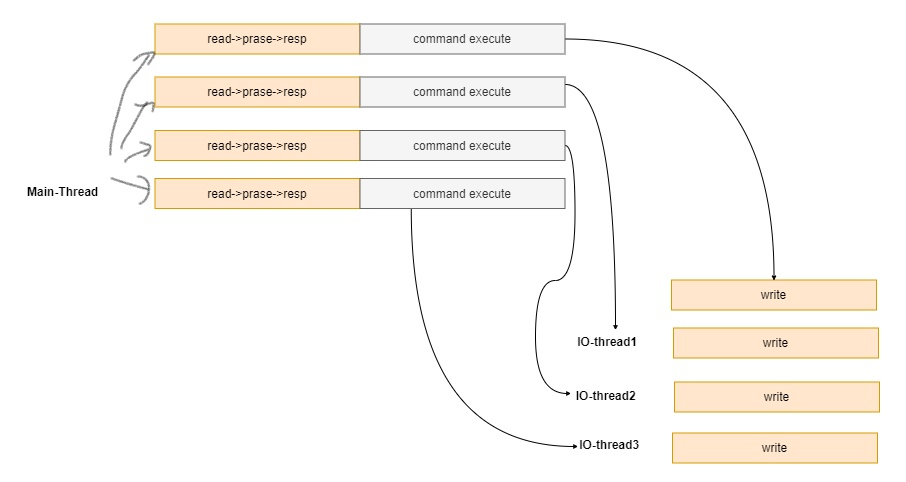 read->prase->resp command execute
read->prase->resp command execute
read->prase->resp command execute
Main-Thread
read->prase->resp command execute
write
IO-thread1 write
IO-thread2 write
IO-thread3 write